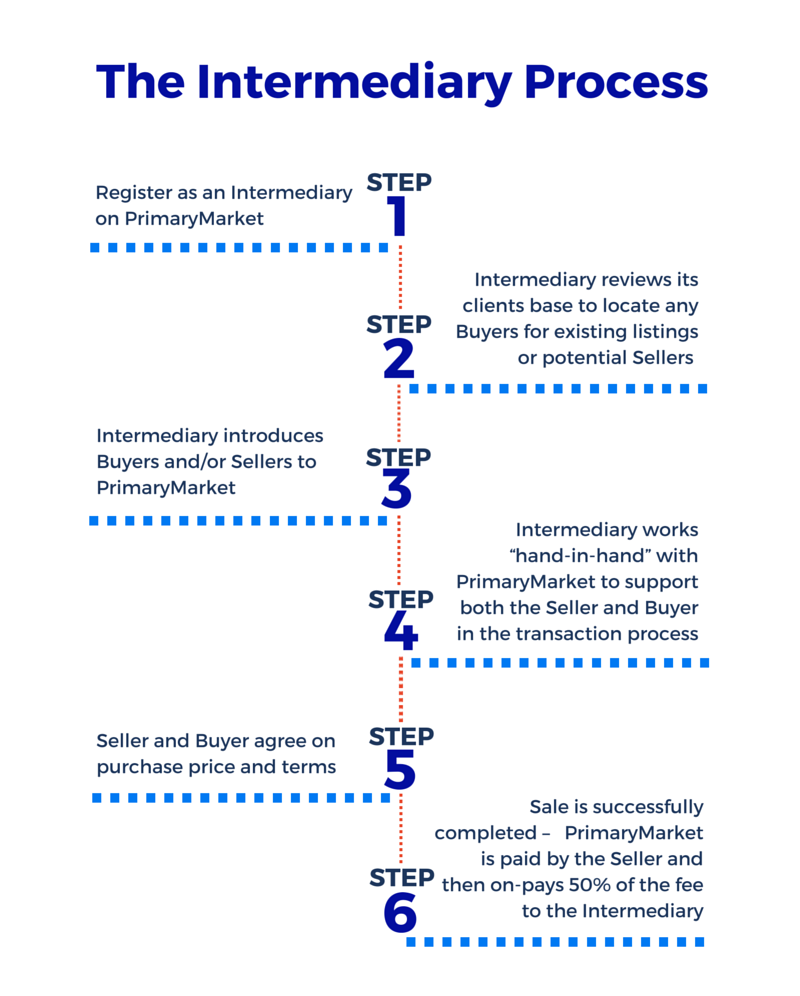 The Intermediary Process
STEP
1
Register as an Intermediary
on PrimaryMarket
STEP
2
Intermediary reviews its
clients base to locate any
Buyers for existing listings
or potential Sellers
STEP
3
Intermediary introduces
Buyers and/or Sellers to
PrimaryMarket
STEP
4
Intermediary works
“hand-in-hand” with
PrimaryMarket to support
both the Seller and Buyer
in the transaction process
STEP
5
Seller and Buyer agree on
purchase price and terms
STEP
6
Sale is successfully
completed – PrimaryMarket
is paid by the Seller and
then on-pays 50% of the fee
to the Intermediary